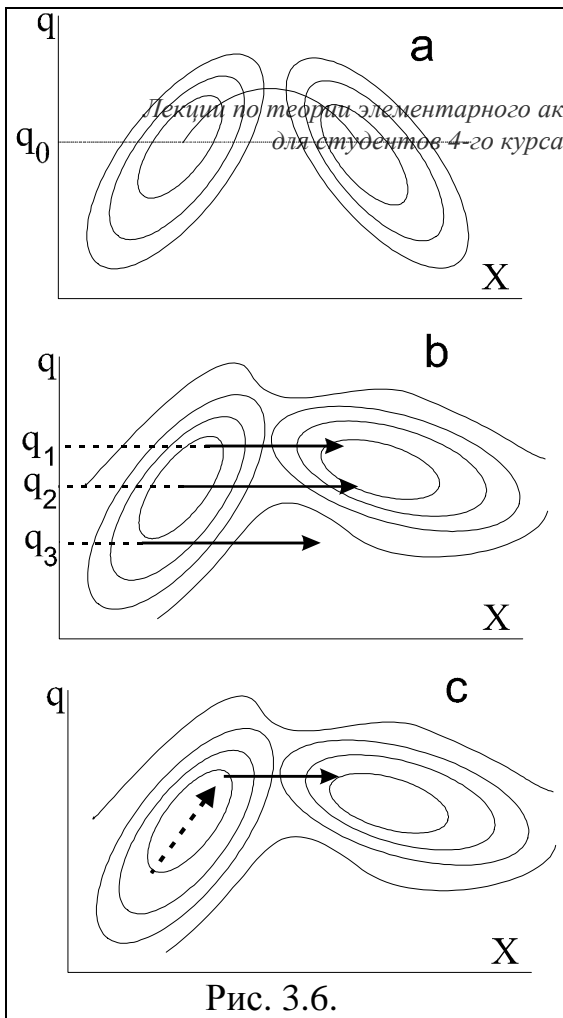 q
a
Лекции по теории элементарного ак
для студентов 4-го курса
q₀
X
q
b
q₁
q₂
q₃
X
q
c
X
Рис. 3.6.